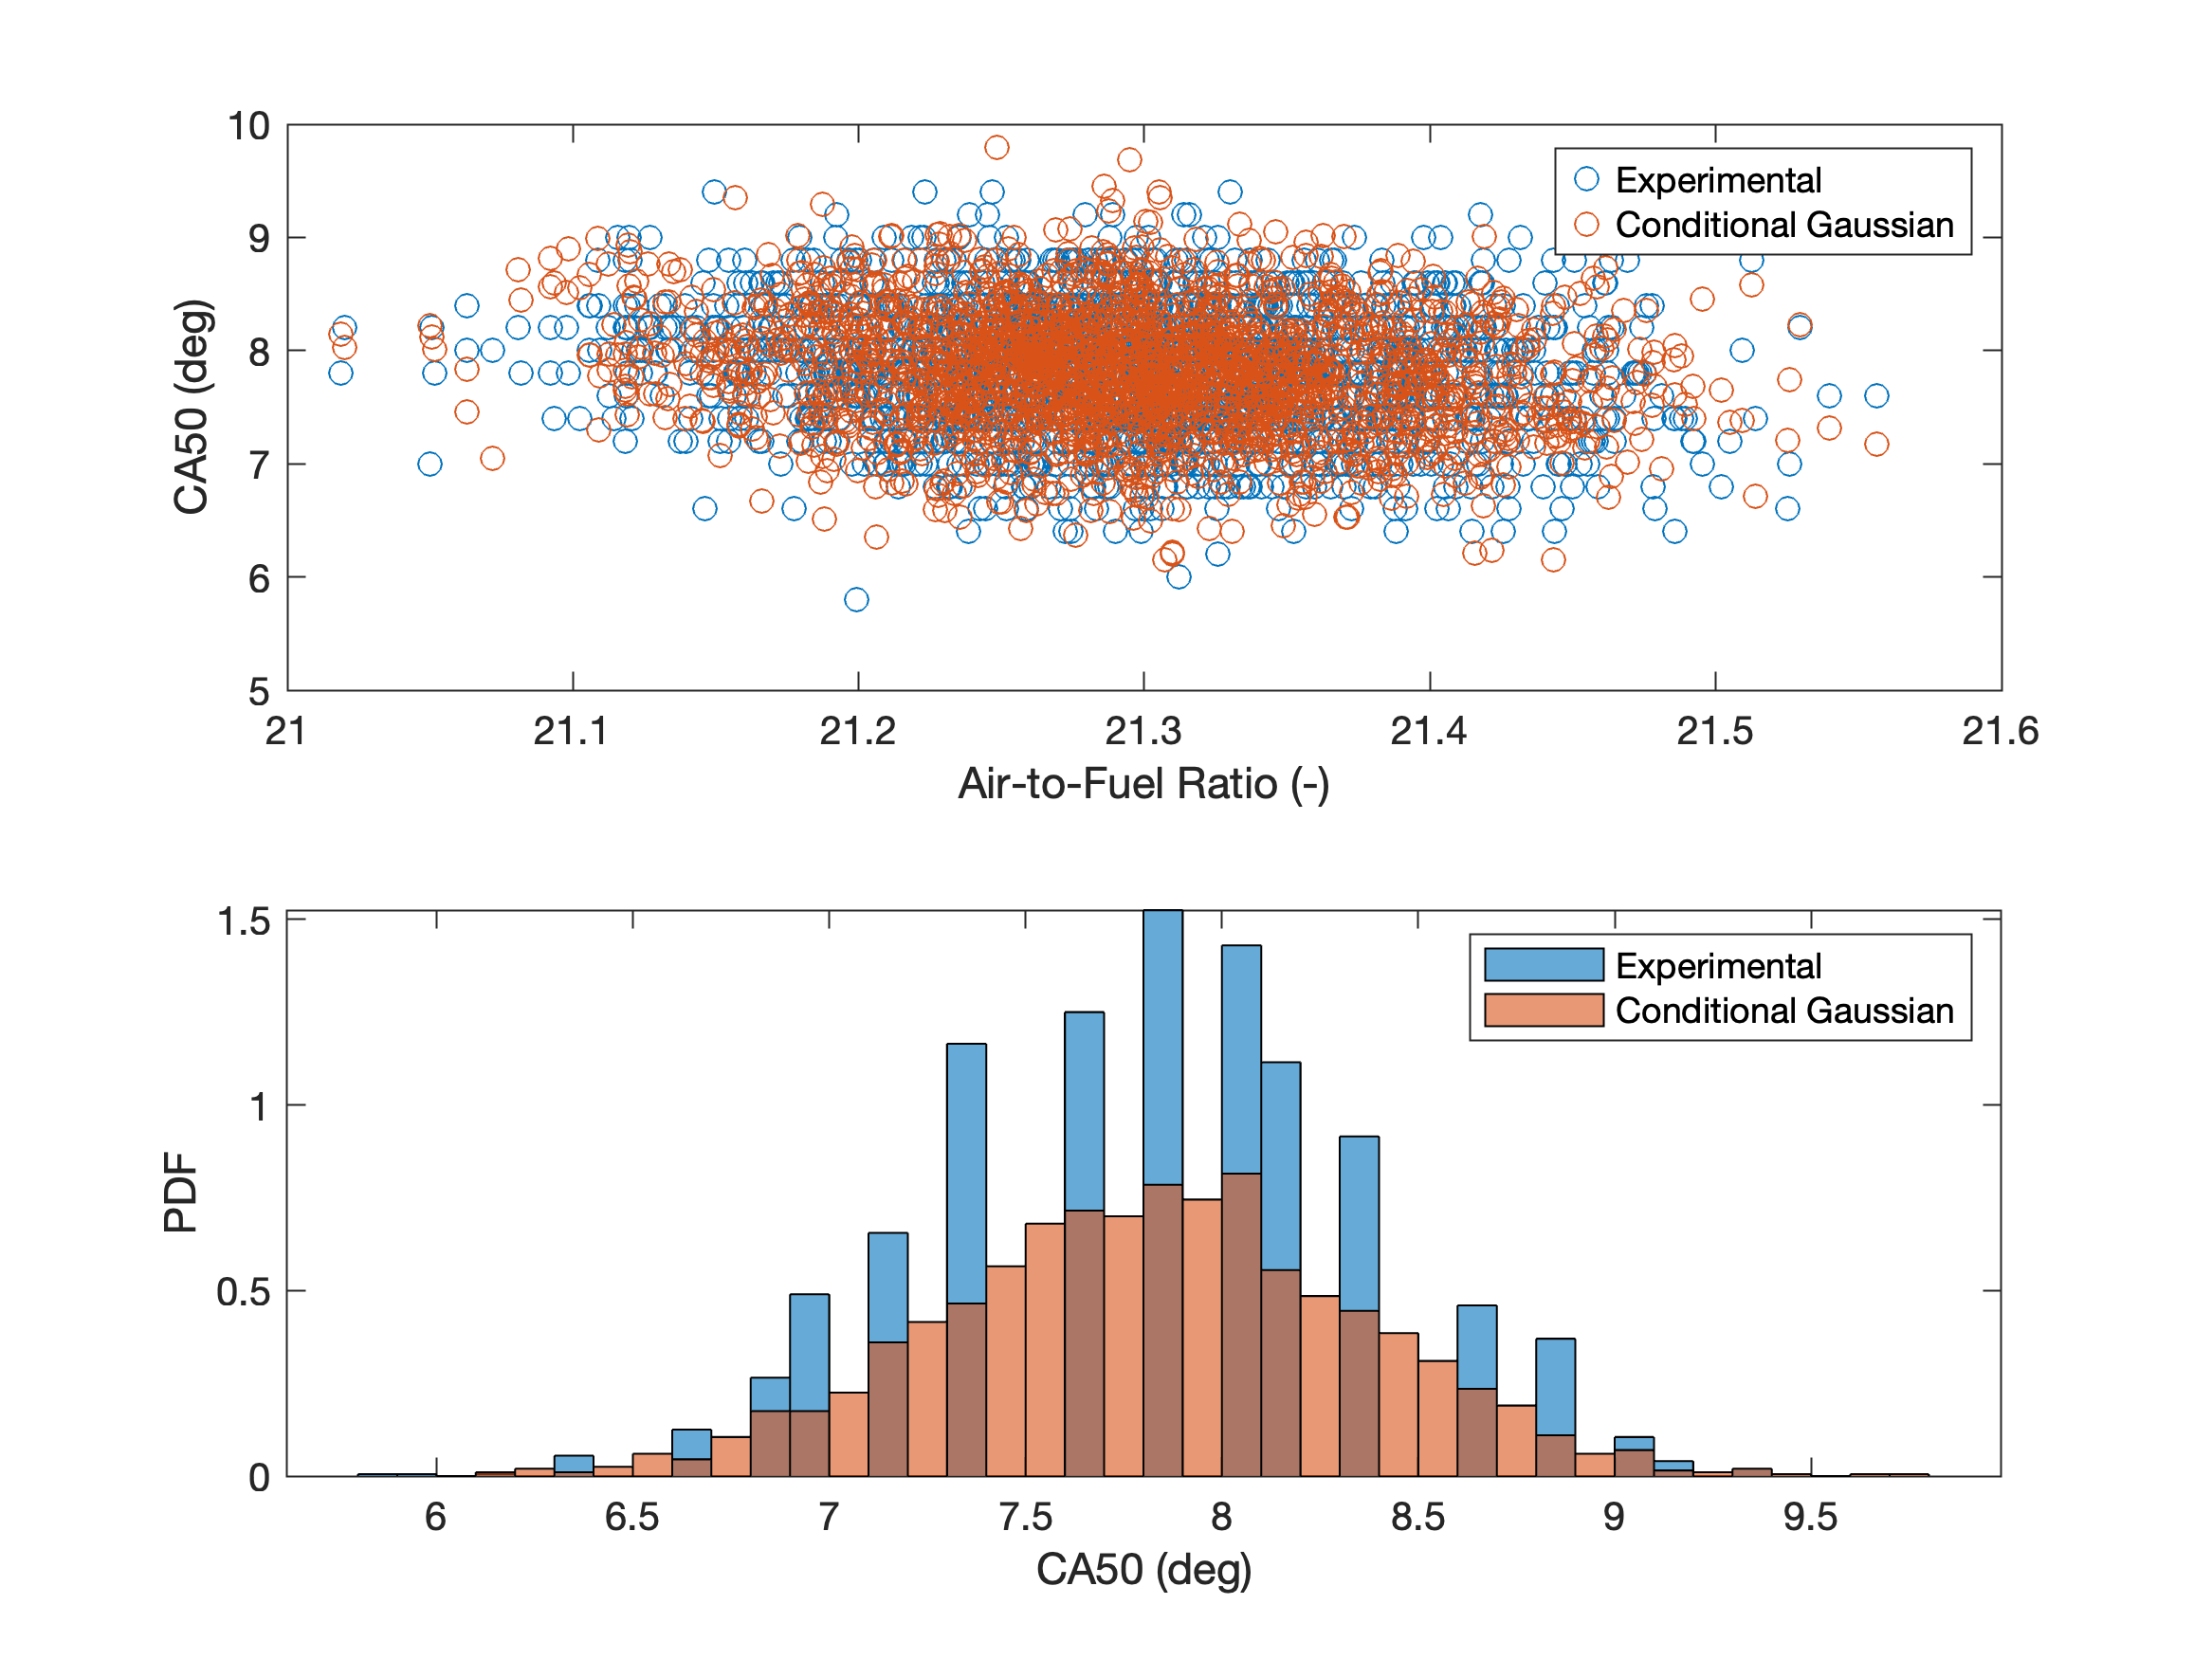 10
9
8
7
6
5
CA50 (deg)
Experimental
Conditional Gaussian
21 21.1 21.2 21.3 21.4 21.5 21.6
Air-to-Fuel Ratio (-)
1.5
1
0.5
0
PDF
Experimental
Conditional Gaussian
6 6.5 7 7.5 8 8.5 9 9.5
CA50 (deg)